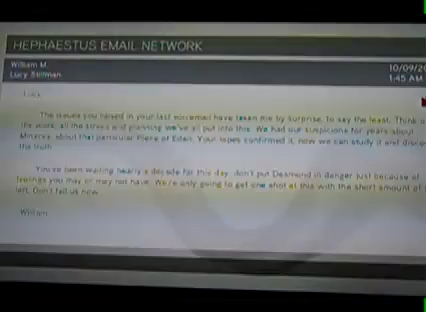 HEPHAESTUS EMAIL NETWORK
William M.
Lucy Stillman
10/09/20
1:45 AM
Lucy
The issues you raised in your last voicemail have taken me by surprise. To say the least. Think o
the work, all the stress and planning we've all put into this. We had our suspicions for years about
Minerva, about that particular Piece of Eden. Your tapes confirmed it, now we can study it and disco
the truth
You've been waiting nearly a decade for this day, don't put Desmond in danger just because of
feelings you may or may not have. We're only going to get one shot at this with the short amount of
left. Don't fail us now.
William